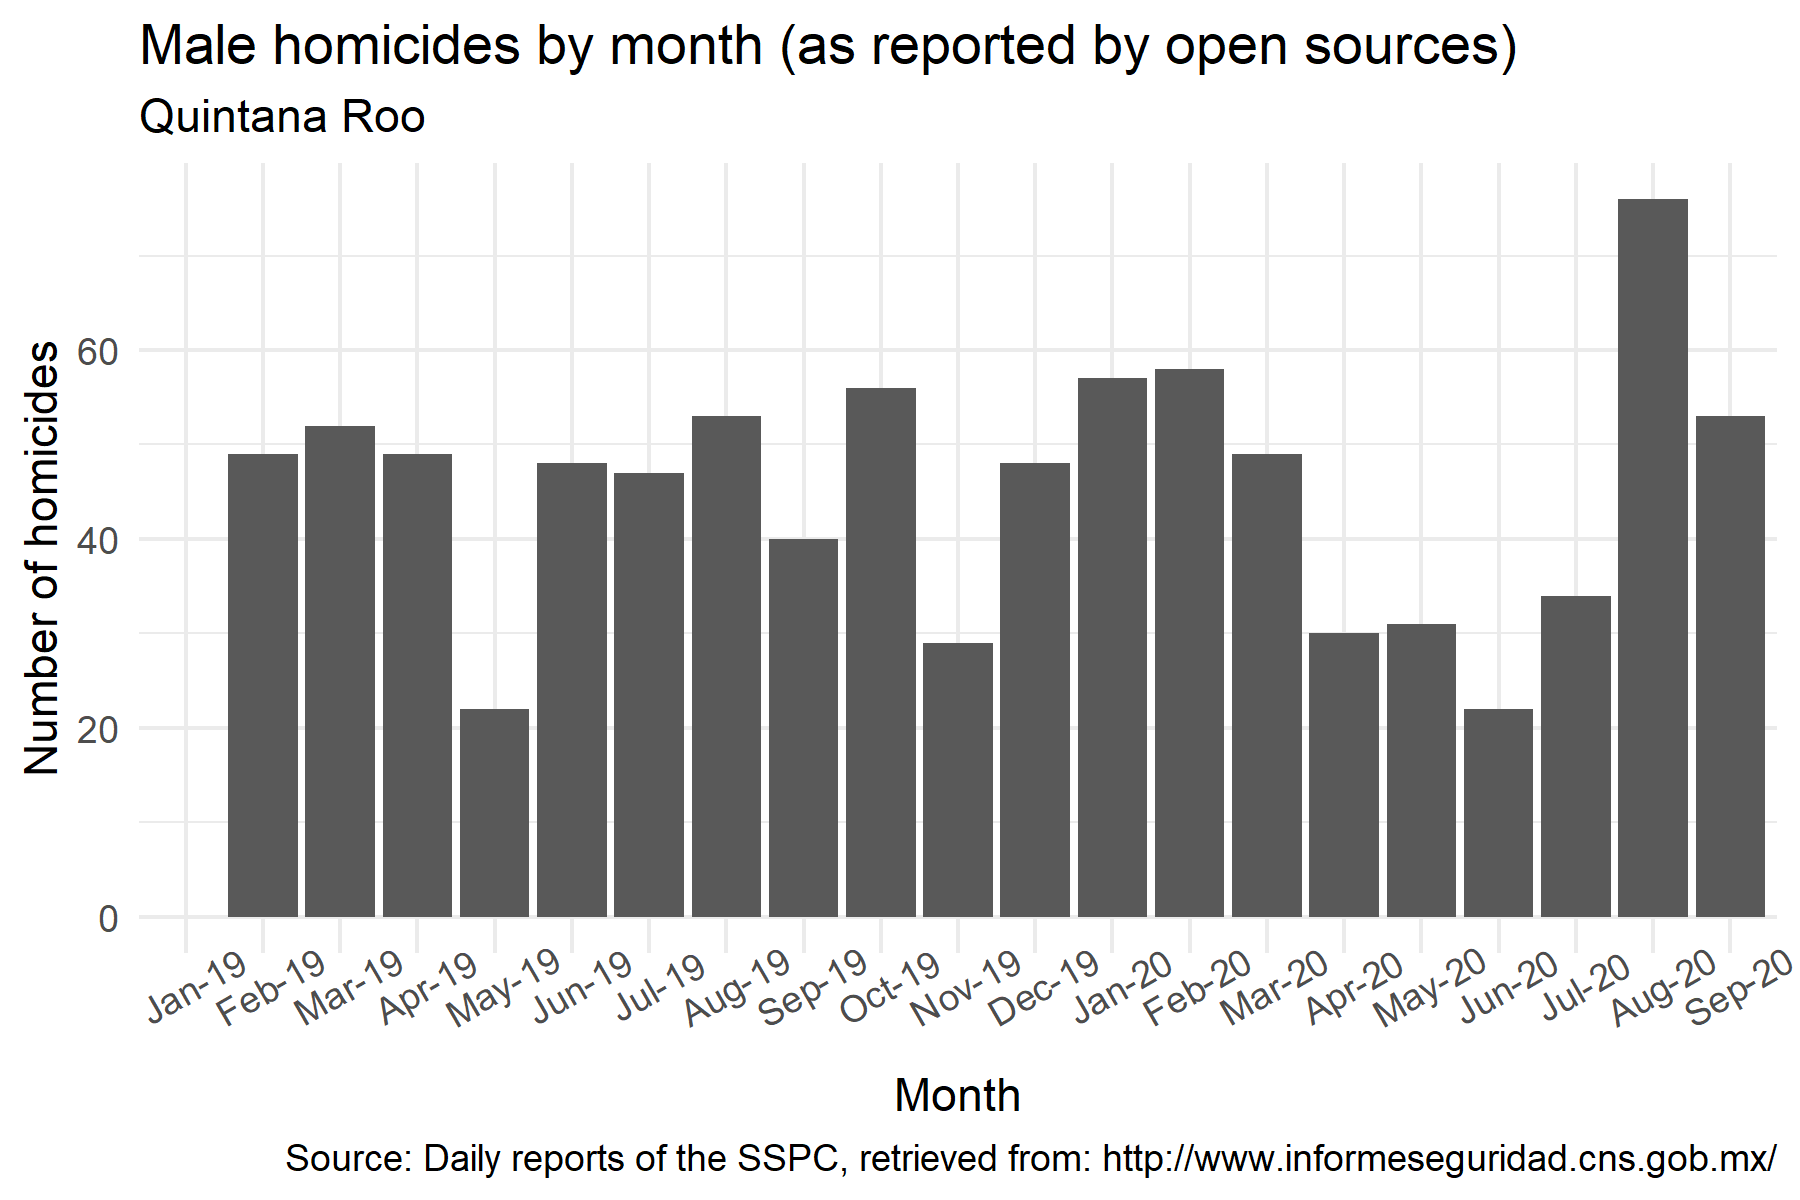 Male homicides by month (as reported by open sources)
Quintana Roo
Number of homicides
60
40
20
0
Jan-19
Feb-19
Mar-19
Apr-19
May-19
Jun-19
Jul-19
Aug-19
Sep-19
Oct-19
Nov-19
Dec-19
Jan-20
Feb-20
Mar-20
Apr-20
May-20
Jun-20
Jul-20
Aug-20
Sep-20
Month
Source: Daily reports of the SSPC, retrieved from: http://www.informeseguridad.cns.gob.mx/